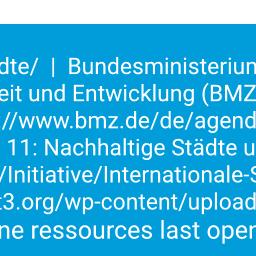 dte/ | Bundesministerium
eit und Entwicklung (BMZ
//www.bmz.de/de/agend
11: Nachhaltige Städte u
/Initiative/Internationale-S
t3.org/wp-content/upload
ne ressources last open